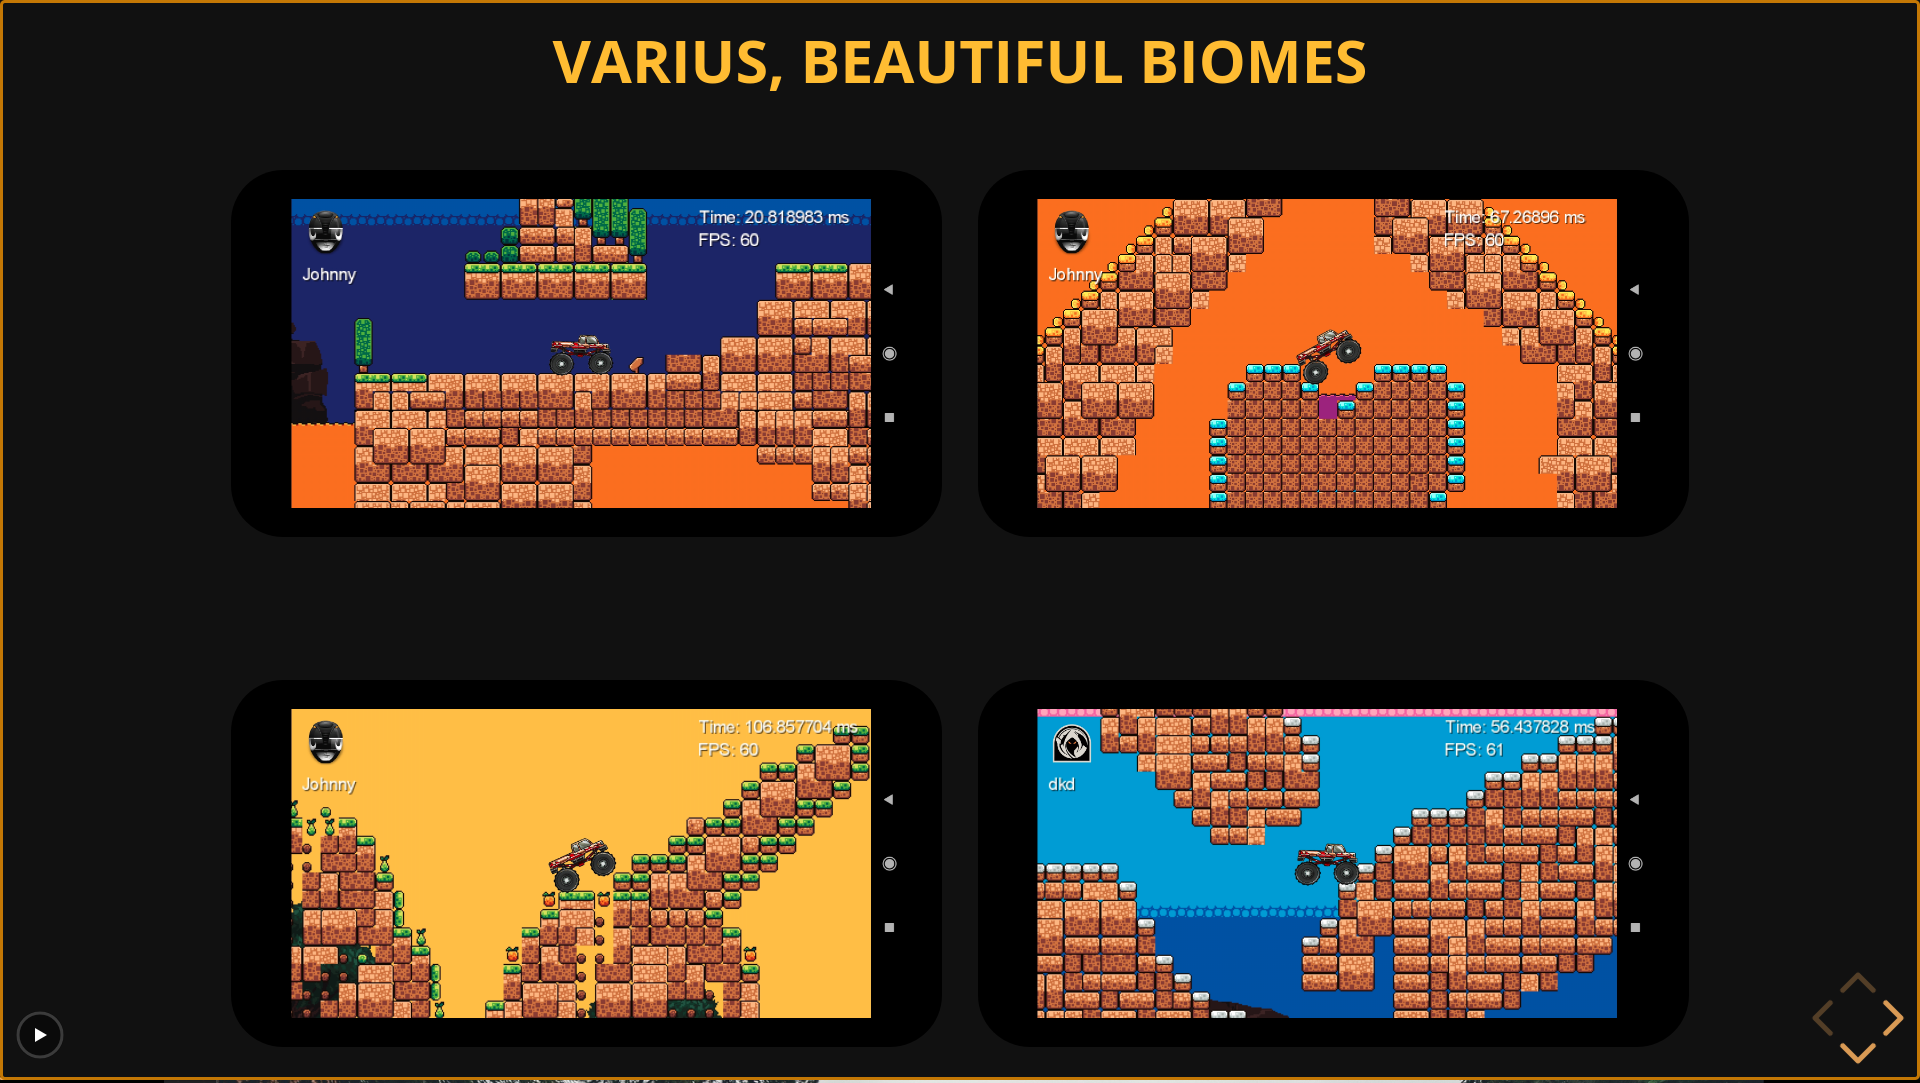 VARIUS, BEAUTIFUL BIOMES
Time: 20.818983 ms
FPS: 60
Johnny
Time: 67.26896 ms
FPS: 60
Johnny
Time: 106.857704 ms
FPS: 60
Johnny
Time: 56.437828 ms
FPS: 61
dkd